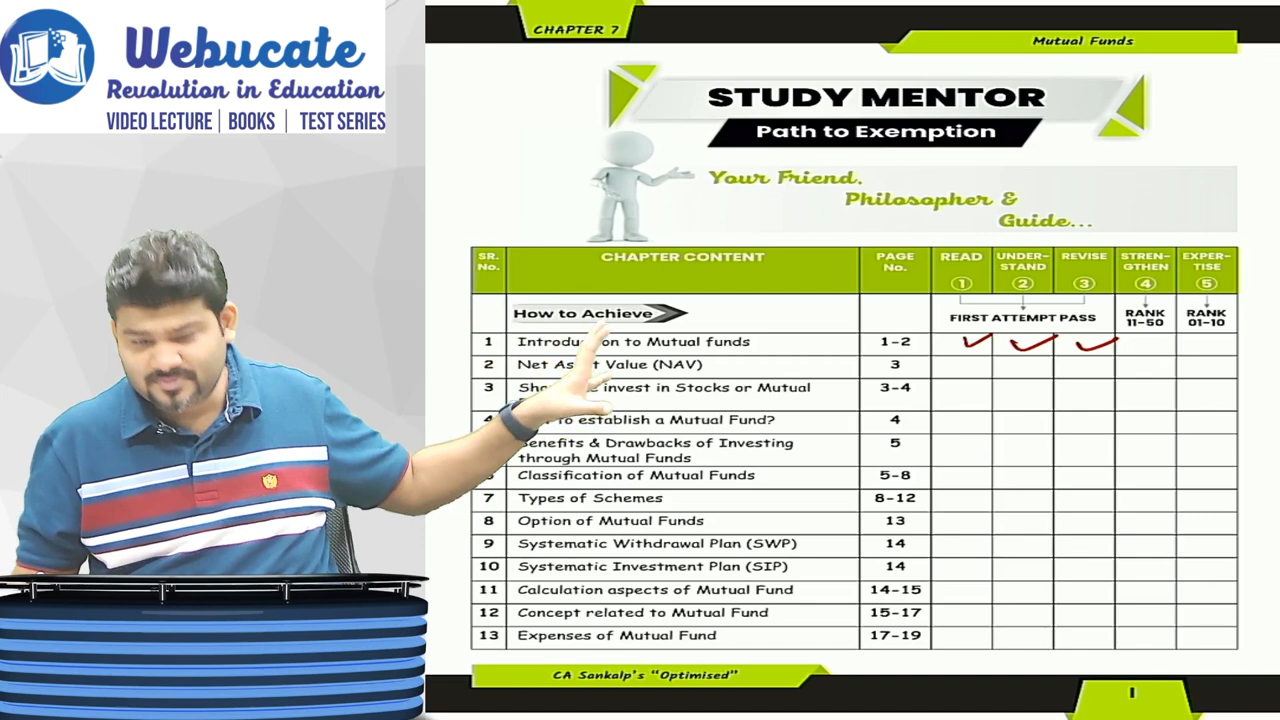 Webucate
Revolution in Education
VIDEO LECTURE | BOOKS | TEST SERIES
CHAPTER 7
Mutual Funds
STUDY MENTOR
Path to Exemption
Your Friend,
Philosopher &
Guide...
SR. No. CHAPTER CONTENT PAGE No. READ ① UNDER-STAND ② REVISE ③ STREN-GTHEN ④ EXPER-TISE ⑤
How to Achieve FIRST ATTEMPT PASS RANK 11-50 RANK 01-10
1 Introduction to Mutual funds 1-2
2 Net Asset Value (NAV) 3
3 invest in Stocks or Mutual 3-4
to establish a Mutual Fund? 4
Benefits & Drawbacks of Investing 5
through Mutual Funds
Classification of Mutual Funds 5-8
7 Types of Schemes 8-12
8 Option of Mutual Funds 13
9 Systematic Withdrawal Plan (SWP) 14
10 Systematic Investment Plan (SIP) 14
11 Calculation aspects of Mutual Fund 14-15
12 Concept related to Mutual Fund 15-17
13 Expenses of Mutual Fund 17-19
CA Sankalp's "Optimised"
1